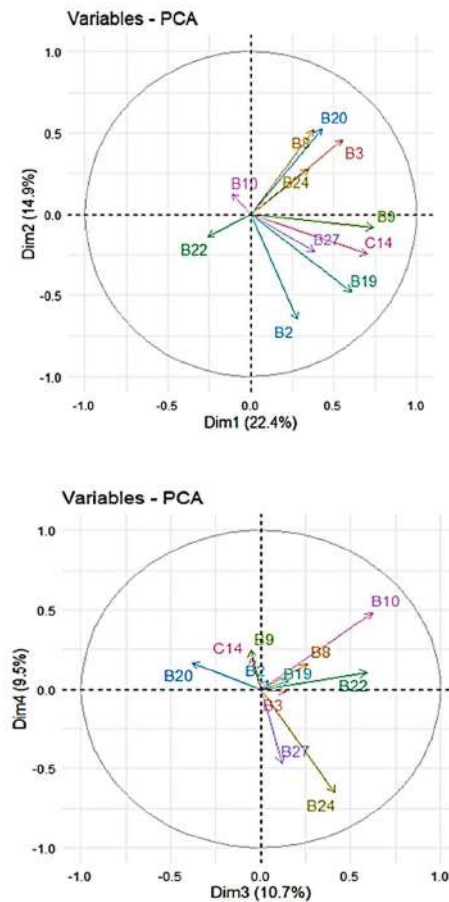 Variables - PCA
1.0
B20
B8
0.5
B3
B24
B10
0.0
B9
B22
B27
C14
B19
-0.5
B2
-1.0
-1.0 -0.5 0.0 0.5 1.0
Dim1 (22.4%)
Dim2 (14.9%)
Variables - PCA
1.0
B10
0.5
B9
C14
B8
B2
B19
B20
B22
0.0
B3
B27
-0.5
B24
-1.0
-1.0 -0.5 0.0 0.5 1.0
Dim3 (10.7%)
Dim4 (9.5%)